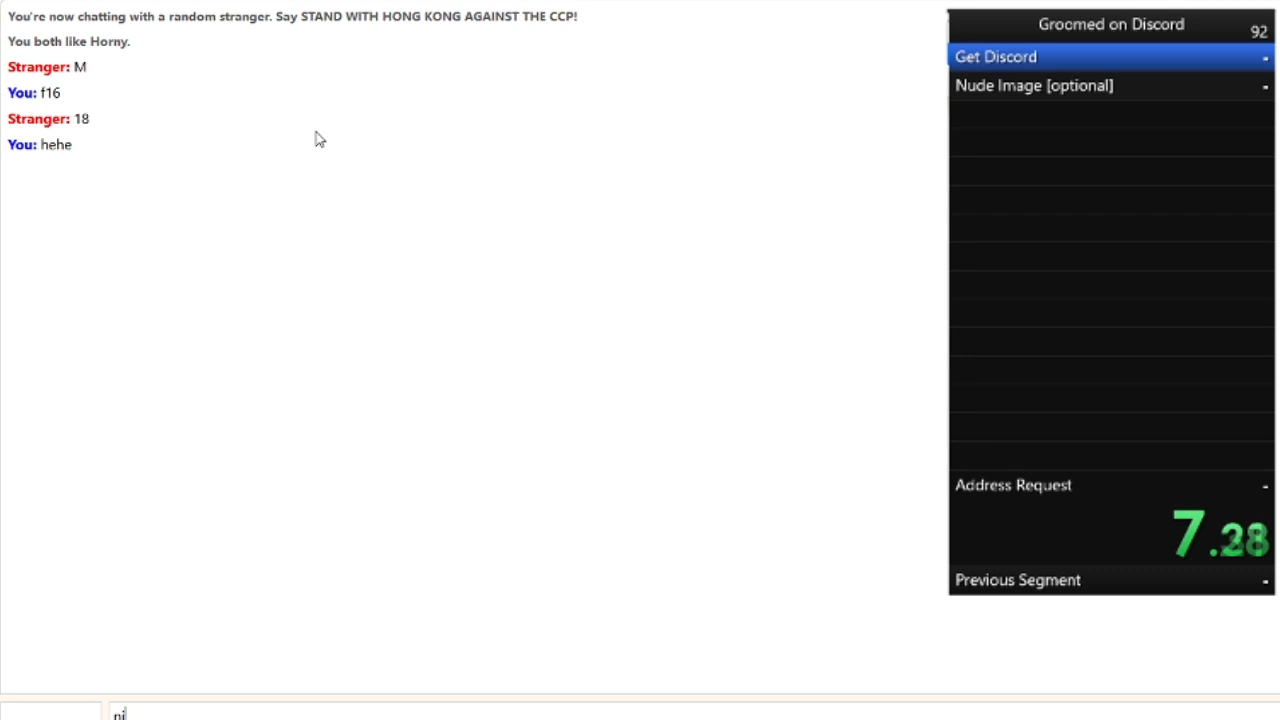 You're now chatting with a random stranger. Say STAND WITH HONG KONG AGAINST THE CCP!
You both like Horny.
Stranger: M
You: f16
Stranger: 18
You: hehe
ni
Groomed on Discord
92
Get Discord -
Nude Image [optional] -
Address Request -
7.28
Previous Segment -